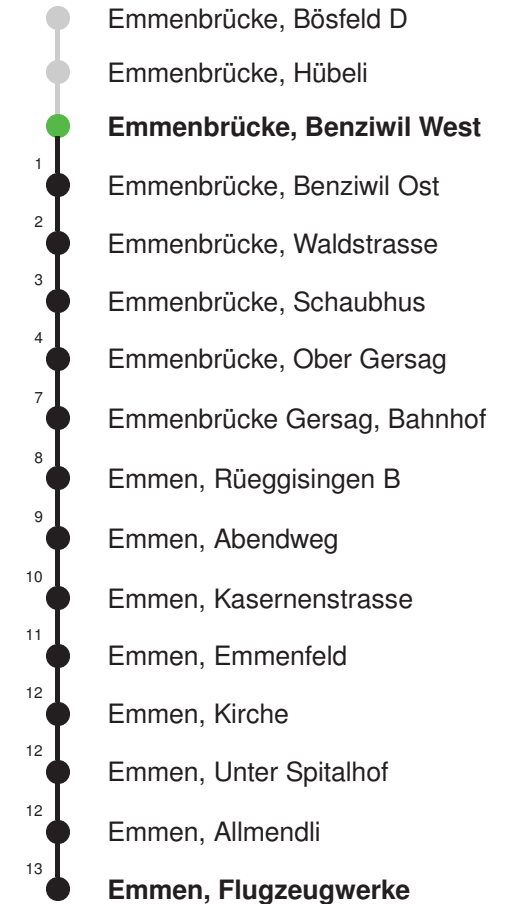 Emmenbrücke, Bösfeld D
Emmenbrücke, Hübeli
Emmenbrücke, Benziwil West
1 Emmenbrücke, Benziwil Ost
2 Emmenbrücke, Waldstrasse
3 Emmenbrücke, Schaubhus
4 Emmenbrücke, Ober Gersag
7 Emmenbrücke Gersag, Bahnhof
8 Emmen, Rüeggisingen B
9 Emmen, Abendweg
10 Emmen, Kasernenstrasse
11 Emmen, Emmenfeld
12 Emmen, Kirche
12 Emmen, Unter Spitalhof
12 Emmen, Allmendli
13 Emmen, Flugzeugwerke